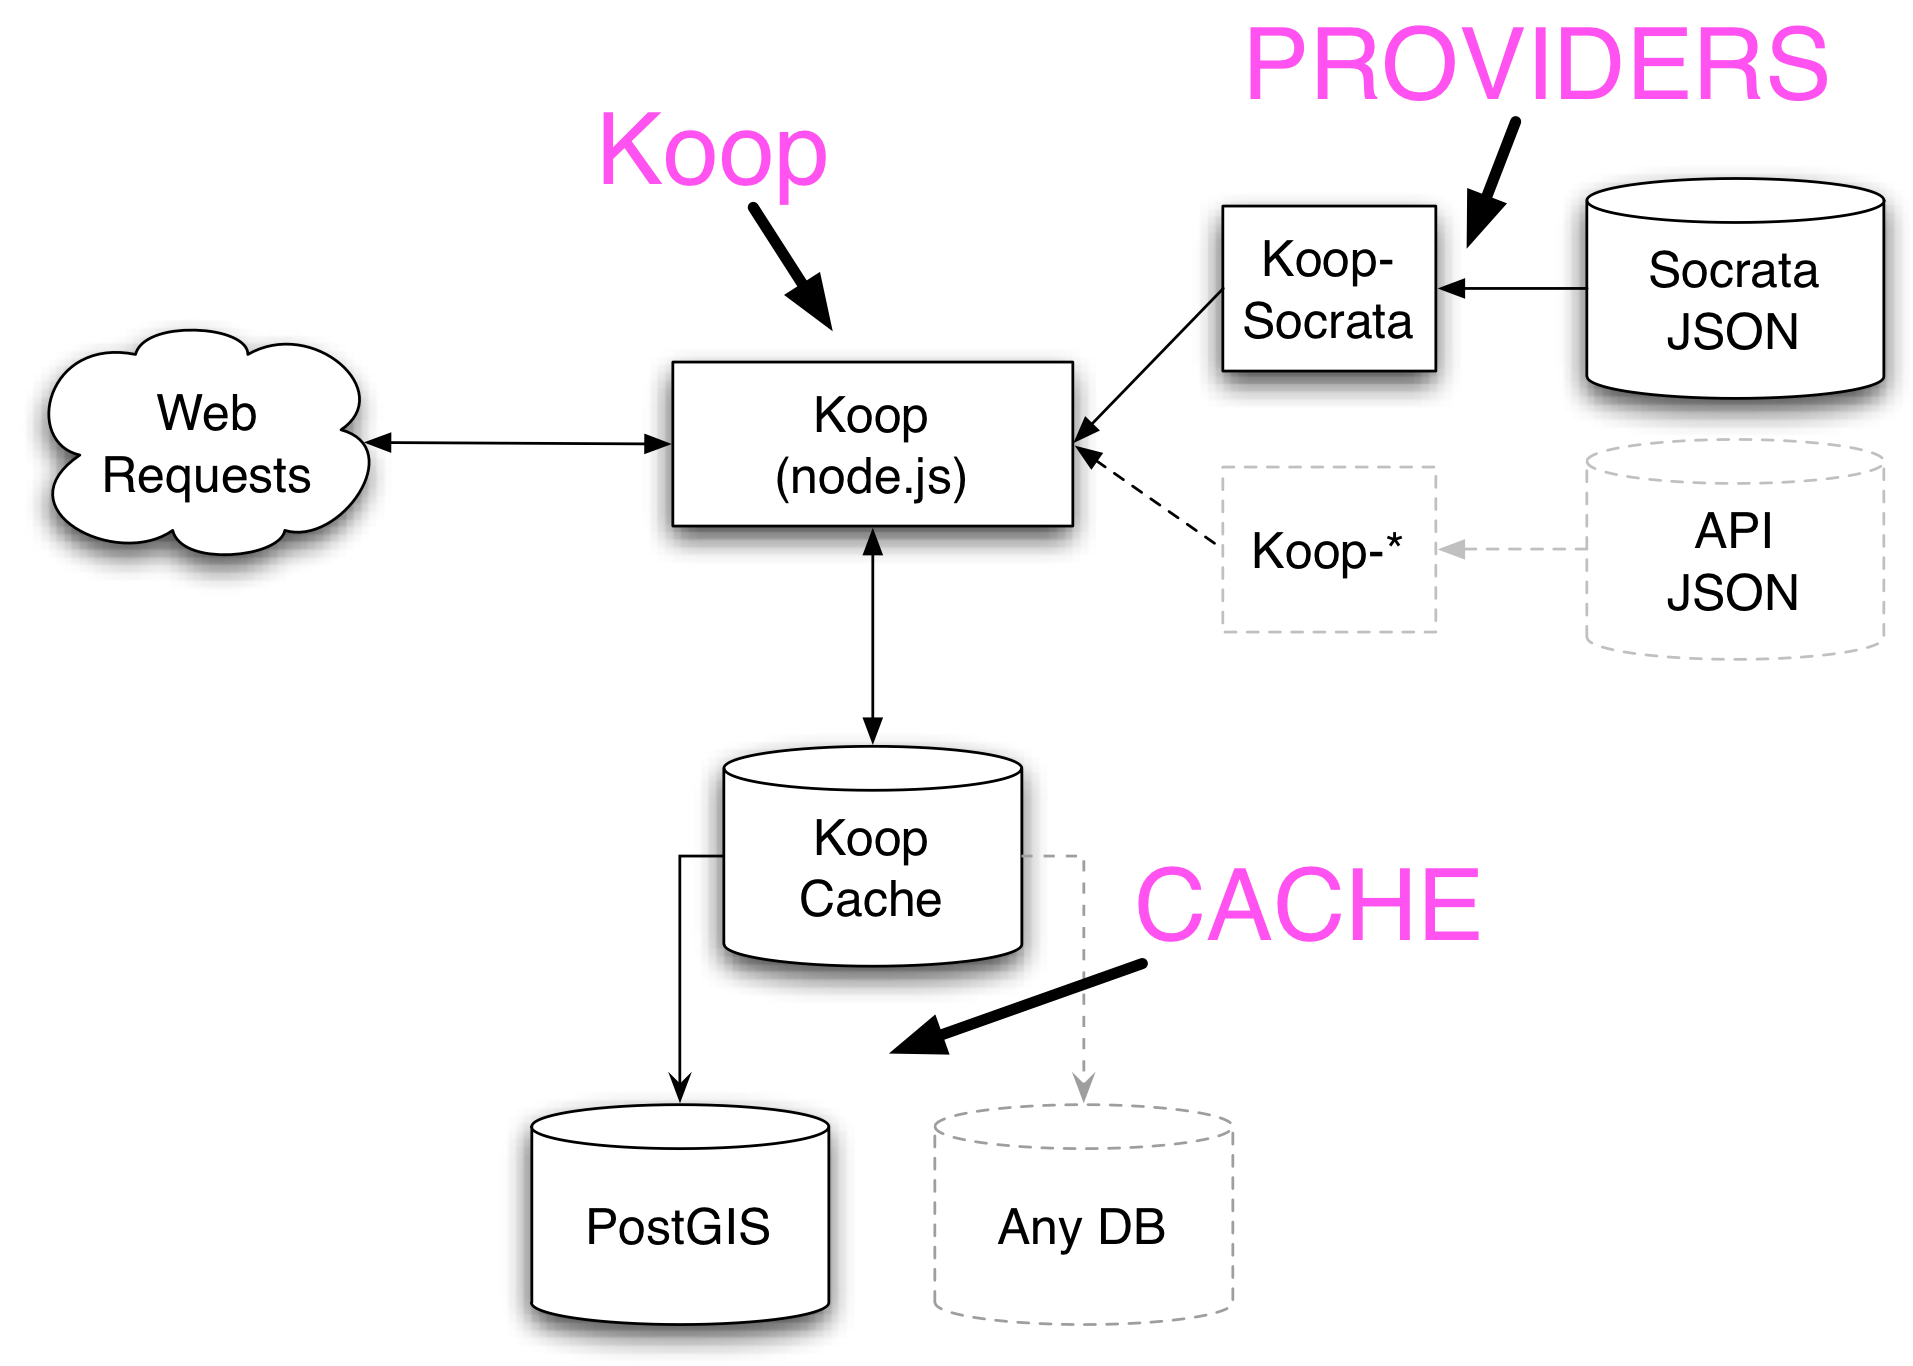 PROVIDERS
Koop
Koop-
Socrata
Socrata
JSON
Web
Requests
Koop
(node.js)
Koop-*
API
JSON
Koop
Cache
CACHE
PostGIS
Any DB